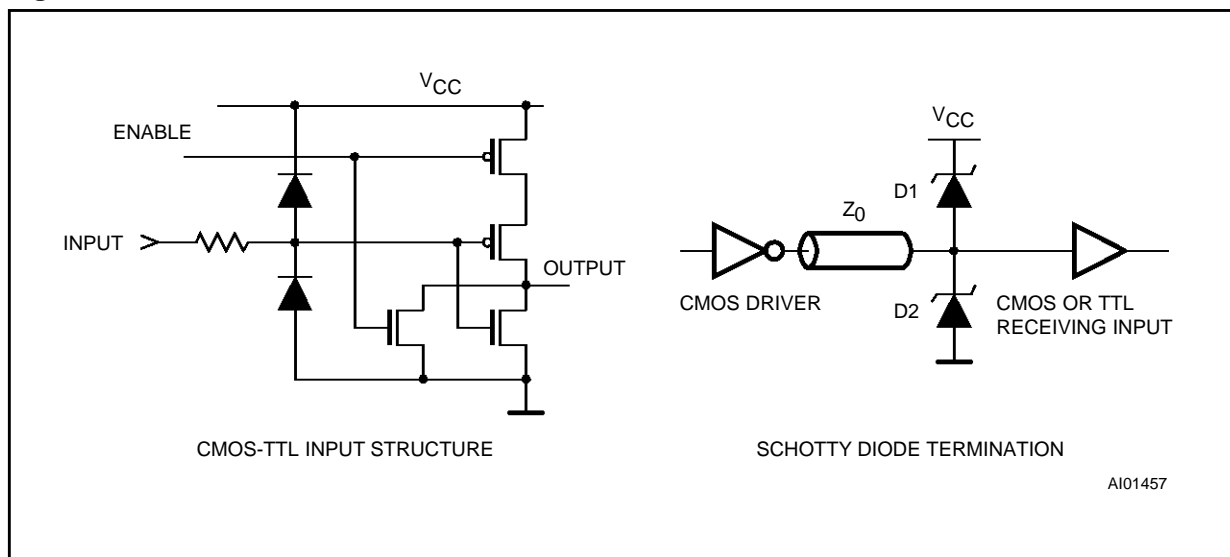 VCC
ENABLE
INPUT
OUTPUT
CMOS-TTL INPUT STRUCTURE
VCC
D1
Z0
CMOS DRIVER
D2
CMOS OR TTL
RECEIVING INPUT
SCHOTTY DIODE TERMINATION
AI01457